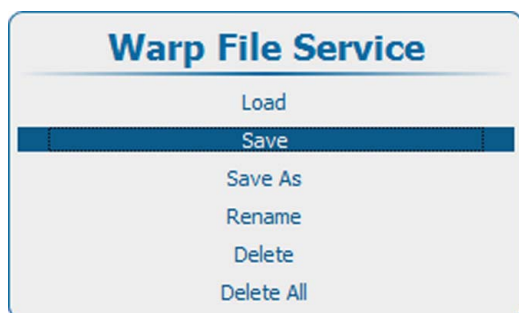 Warp File Service
Load
Save
Save As
Rename
Delete
Delete All